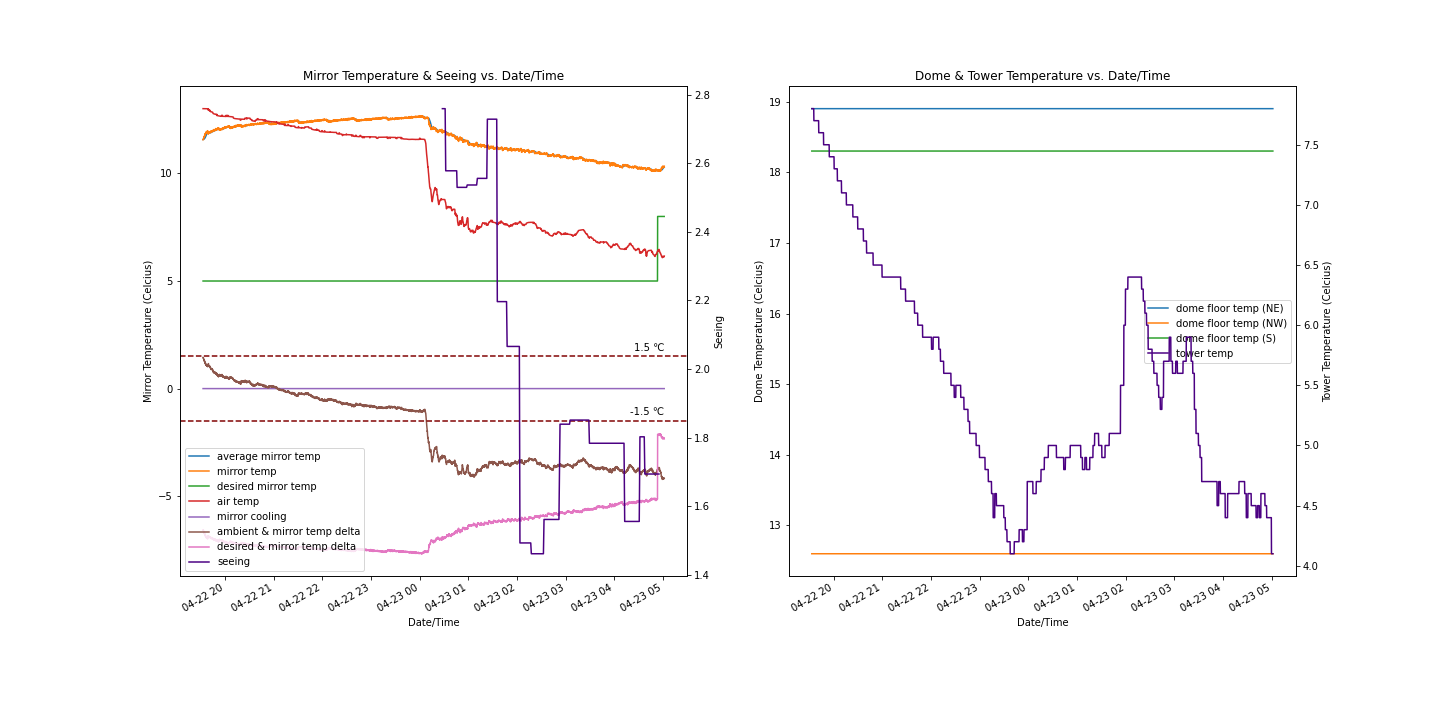 Mirror Temperature & Seeing vs. Date/Time
Mirror Temperature (Celcius)
10
5
0
−5
2.8
2.6
2.4
2.2
2.0
1.8
1.6
1.4
Seeing
1.5 °C
-1.5 °C
average mirror temp
mirror temp
desired mirror temp
air temp
mirror cooling
ambient & mirror temp delta
desired & mirror temp delta
seeing
04-22 20
04-22 21
04-22 22
04-22 23
04-23 00
04-23 01
04-23 02
04-23 03
04-23 04
04-23 05
Date/Time
Dome & Tower Temperature vs. Date/Time
Dome Temperature (Celcius)
19
18
17
16
15
14
13
7.5
7.0
6.5
6.0
5.5
5.0
4.5
4.0
Tower Temperature (Celcius)
dome floor temp (NE)
dome floor temp (NW)
dome floor temp (S)
tower temp
04-22 20
04-22 21
04-22 22
04-22 23
04-23 00
04-23 01
04-23 02
04-23 03
04-23 04
04-23 05
Date/Time